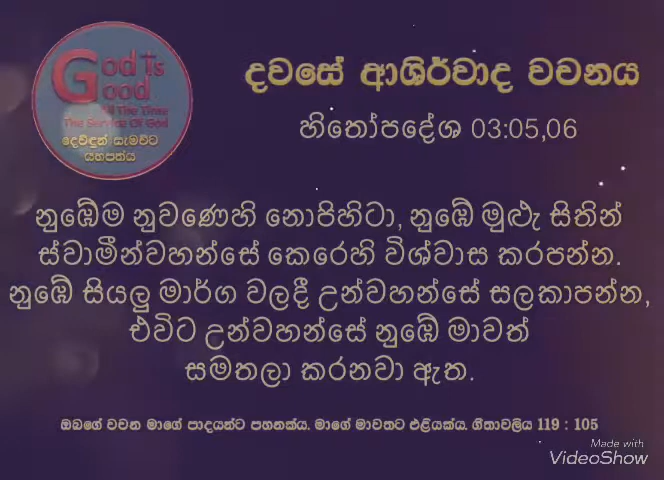 God is
Good
All The Time
The Service Of God
දෙවිඳුන් සැමවිට
යහපත්ය
දවසේ ආශිර්වාද වචනය
හිතෝපදේශ 03:05,06
නුඹේම නුවණෙහි නොපිහිටා, නුඹේ මුළුැ සිතින්
ස්වාමීන්වහන්සේ කෙරෙහි විශ්වාස කරපන්න.
නුඹේ සියලු මාර්ග වලදී උන්වහන්සේ සලකාපන්න,
එවිට උන්වහන්සේ නුඹේ මාවත්
සමතලා කරනවා ඇත.
ඔබගේ වචන මාගේ පාදයන්ට පහනක්ය. මාගේ මාවතට එළියක්ය. ගීතාවලිය 119 : 105
Made with
VideoShow